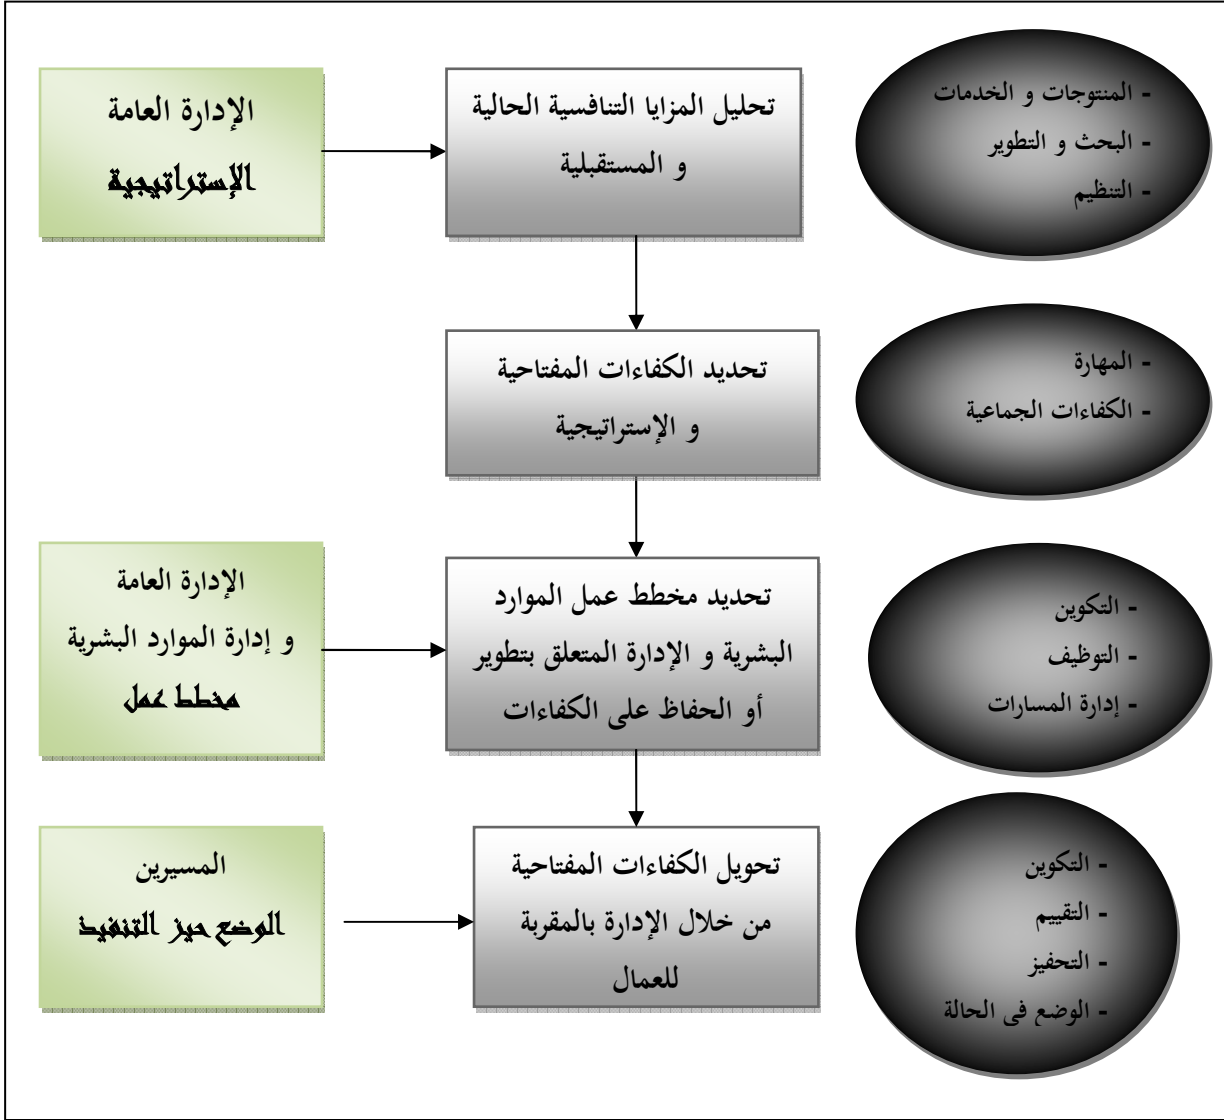 الإدارة العامة
الإستراتيجية
تحليل المزايا التنافسية الحالية
و المستقبلية
- المنتوجات و الخدمات
- البحث و التطوير
- التنظيم
تحديد الكفاءات المفتاحية
و الإستراتيجية
- المهارة
- الكفاءات الجماعية
الإدارة العامة
و إدارة الموارد البشرية
مخطط عمل
تحديد مخطط عمل الموارد
البشرية و الإدارة المتعلق بتطوير
أو الحفاظ على الكفاءات
- التكوين
- التوظيف
- إدارة المسارات
المسيرين
الوضع حيز التنفيذ
تحويل الكفاءات المفتاحية
من خلال الإدارة بالمقربة
للعمال
- التكوين
- التقييم
- التحفيز
- الوضع في الحالة